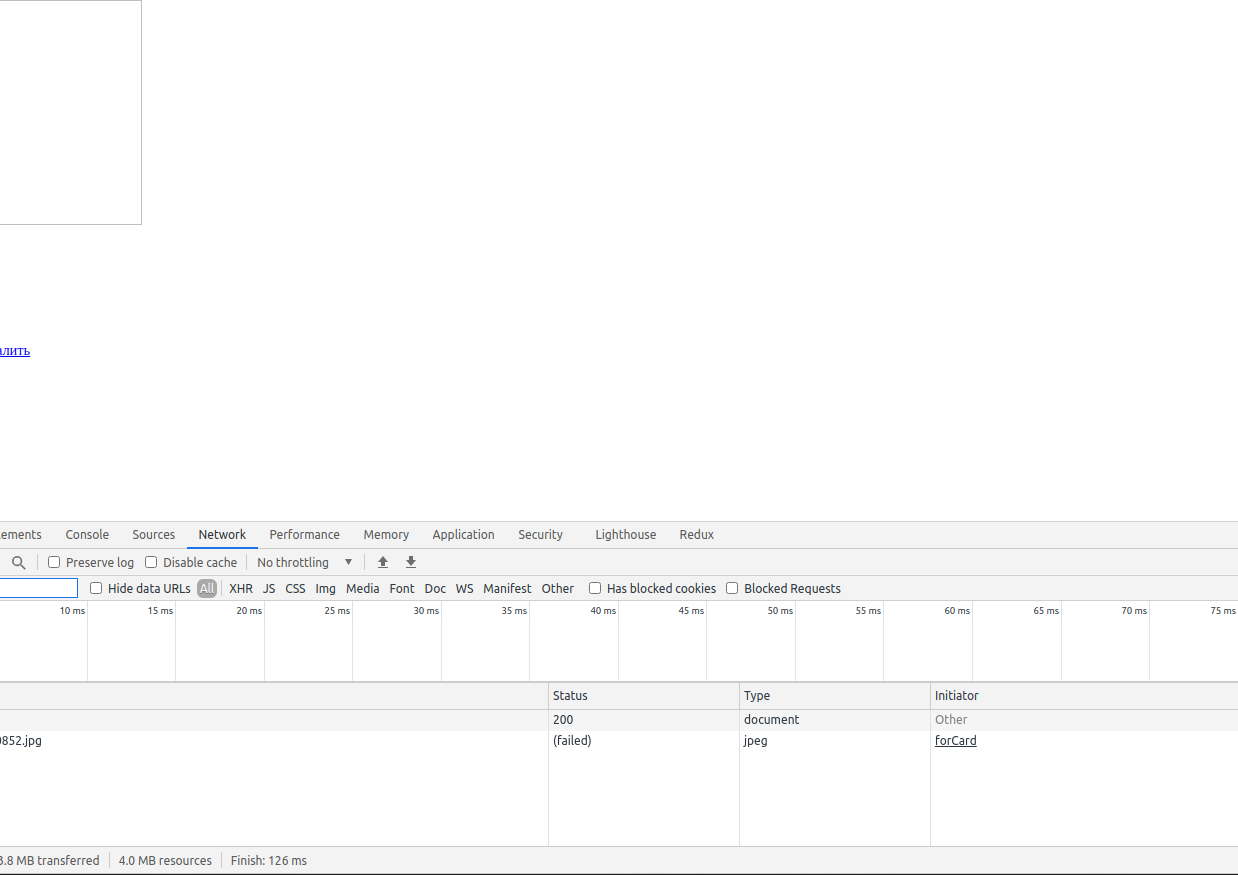 алить
ements Console Sources Network Performance Memory Application Security Lighthouse Redux
Preserve log Disable cache No throttling
Hide data URLs All XHR JS CSS Img Media Font Doc WS Manifest Other Has blocked cookies Blocked Requests
10 ms 15 ms 20 ms 25 ms 30 ms 35 ms 40 ms 45 ms 50 ms 55 ms 60 ms 65 ms 70 ms 75 ms
Status Type Initiator
200 document Other
0852.jpg (failed) jpeg forCard
3.8 MB transferred 4.0 MB resources Finish: 126 ms